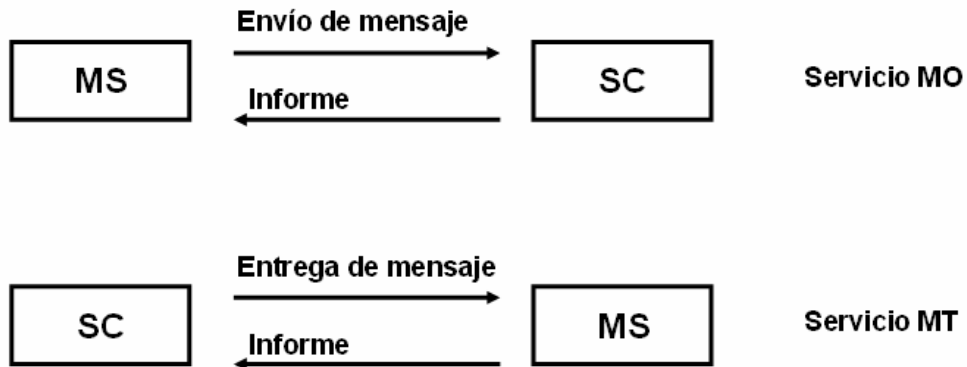 Envío de mensaje
MS
SC
Servicio MO
Informe
Entrega de mensaje
SC
MS
Servicio MT
Informe